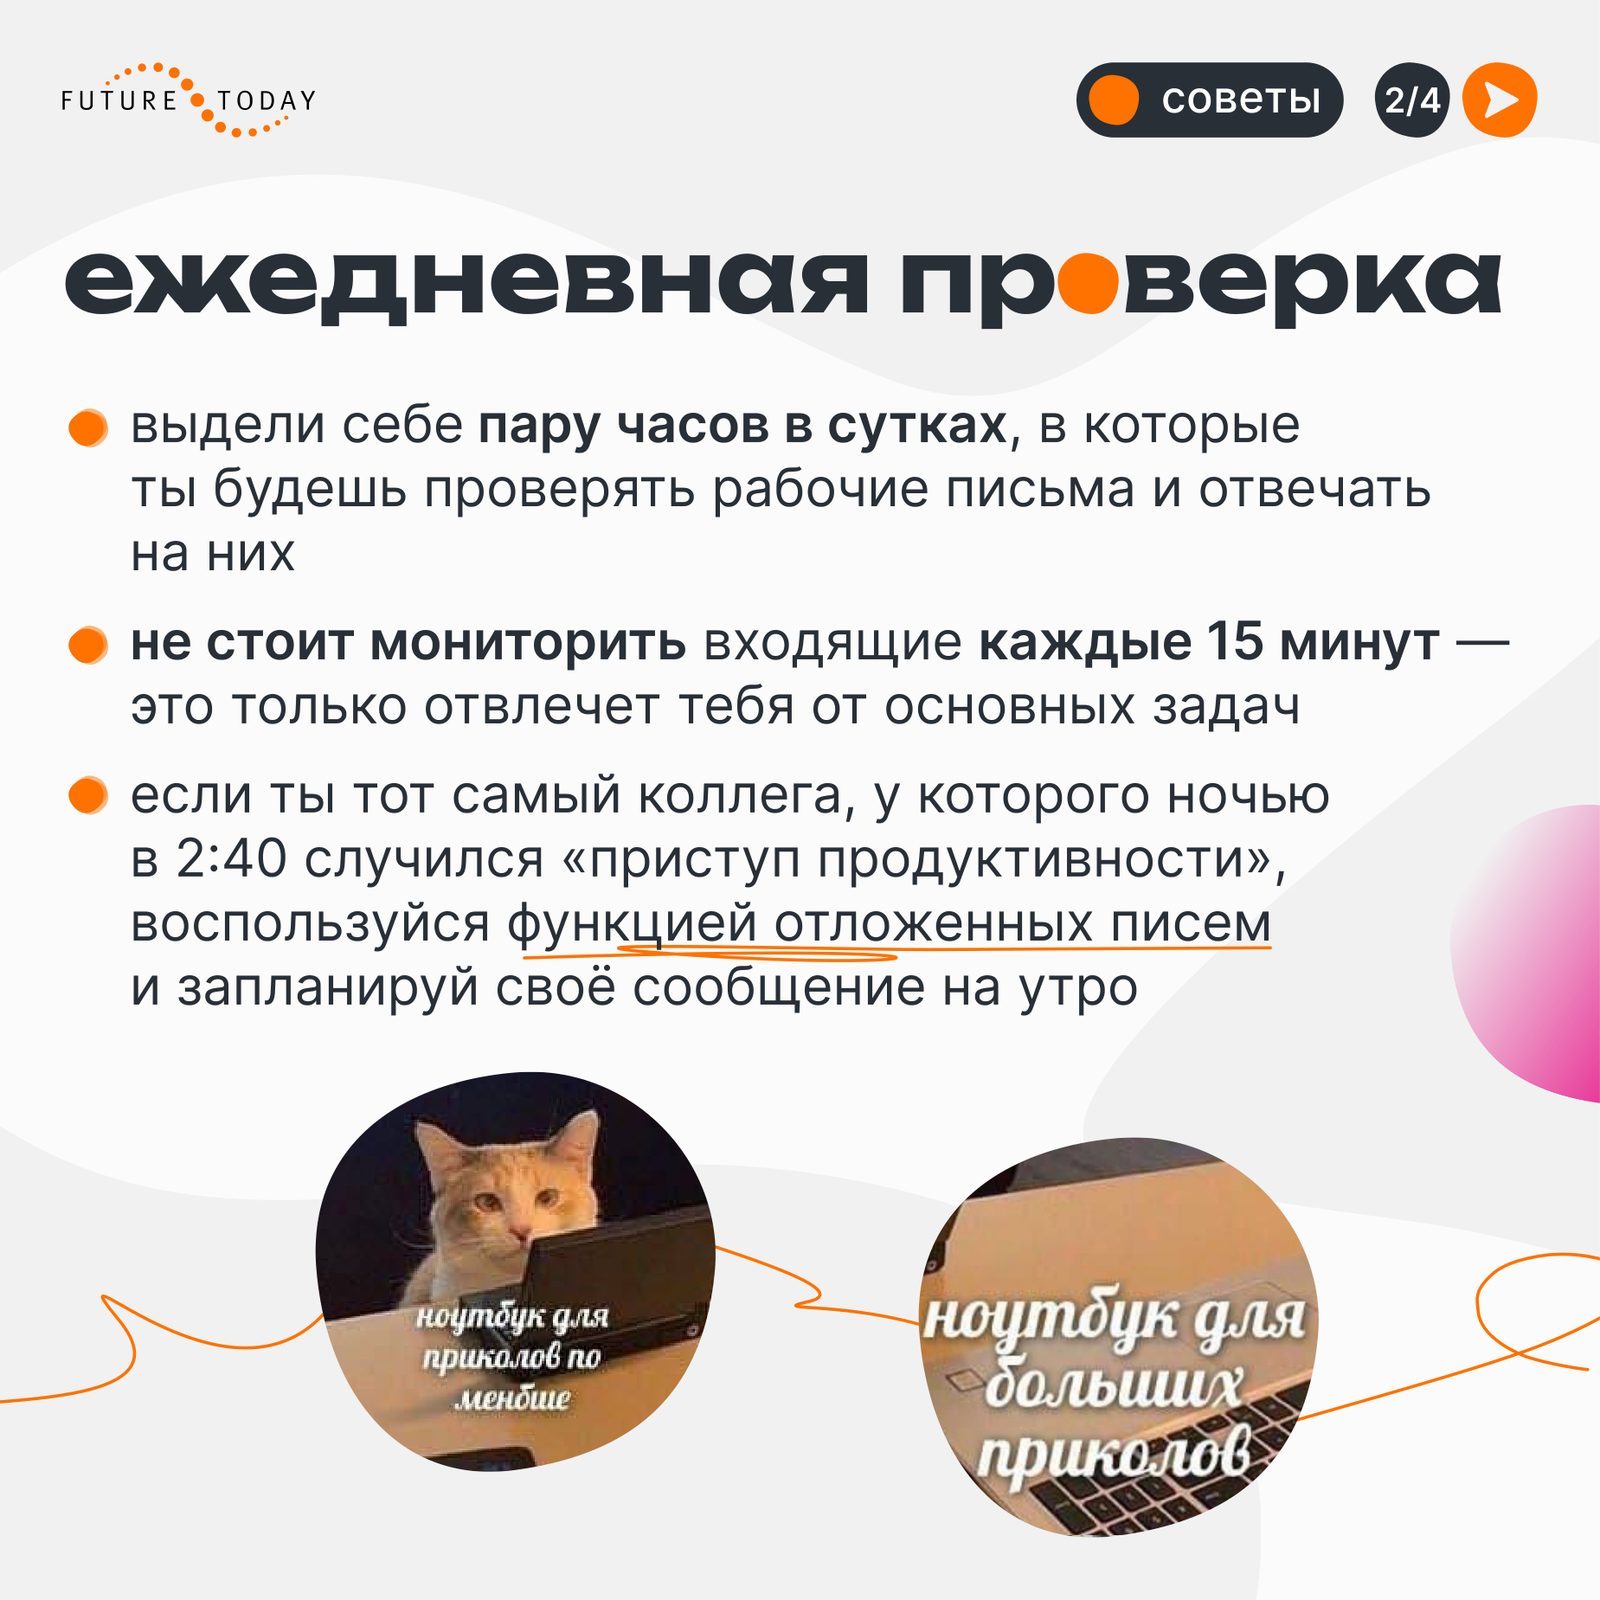 FUTURE TODAY
советы
2/4
ежедневная проверка
выдели себе пару часов в сутках, в которые
ты будешь проверять рабочие письма и отвечать
на них
не стоит мониторить входящие каждые 15 минут —
это только отвлечет тебя от основных задач
если ты тот самый коллега, у которого ночью
в 2:40 случился «приступ продуктивности»,
воспользуйся функцией отложенных писем
и запланируй своё сообщение на утро
ноутбук для
приколов по
менбше
ноутбук для
больших
приколов